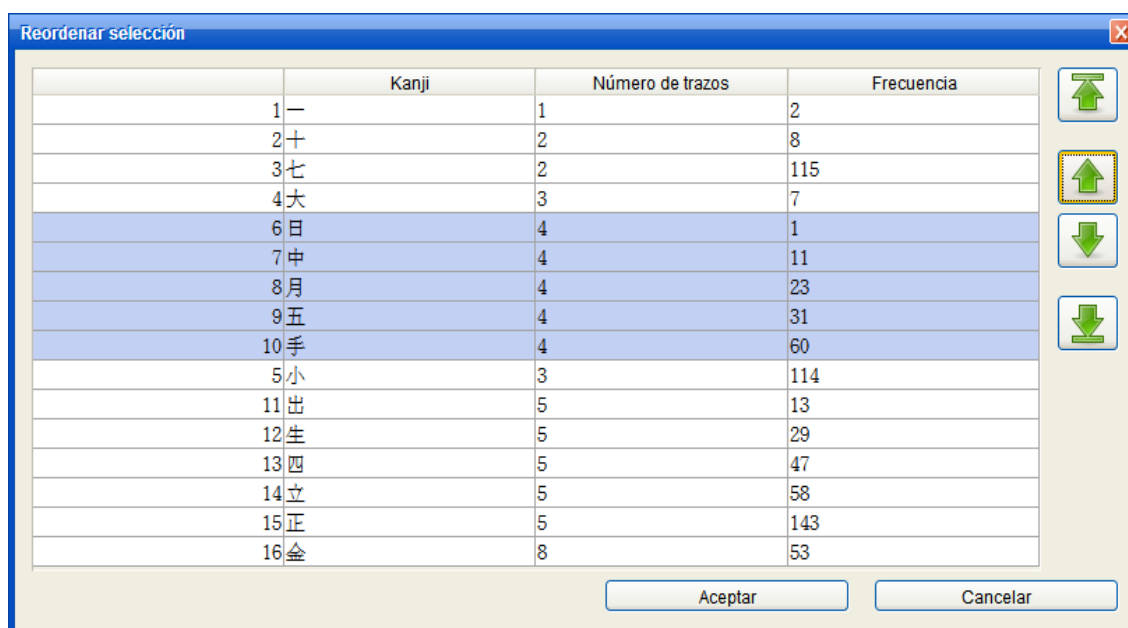 Reordenar selección
Kanji Número de trazos Frecuencia
1 一 1 2
2 十 2 8
3 七 2 115
4 大 3 7
6 日 4 1
7 中 4 11
8 月 4 23
9 五 4 31
10 手 4 60
5 小 3 114
11 出 5 13
12 生 5 29
13 四 5 47
14 立 5 58
15 正 5 143
16 金 8 53
Aceptar Cancelar